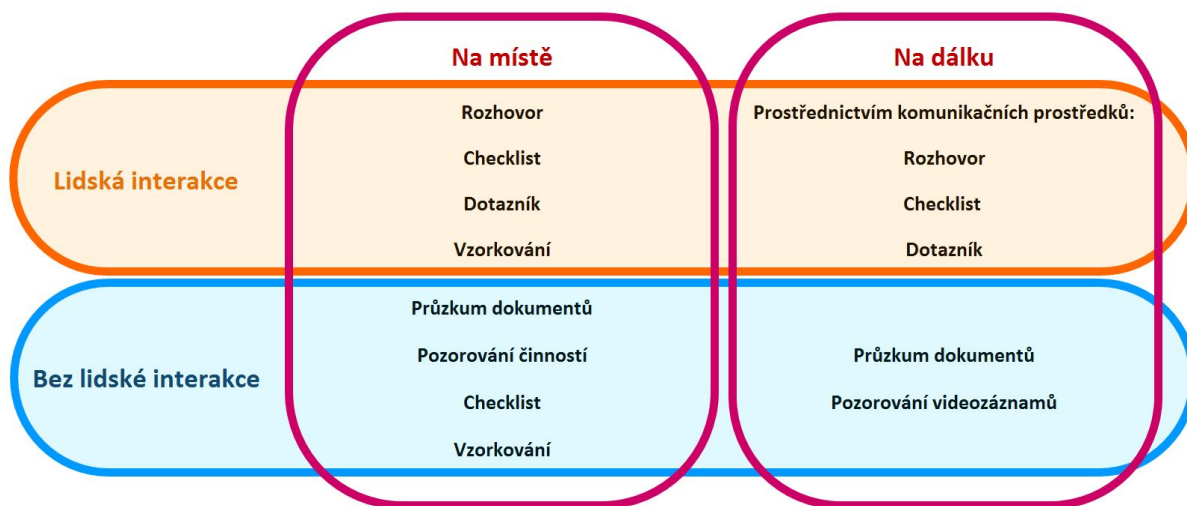 Na místě
Na dálku
Lidská interakce
Rozhovor
Checklist
Dotazník
Vzorkování
Prostřednictvím komunikačních prostředků:
Rozhovor
Checklist
Dotazník
Bez lidské interakce
Průzkum dokumentů
Pozorování činností
Checklist
Vzorkování
Průzkum dokumentů
Pozorování videozáznamů